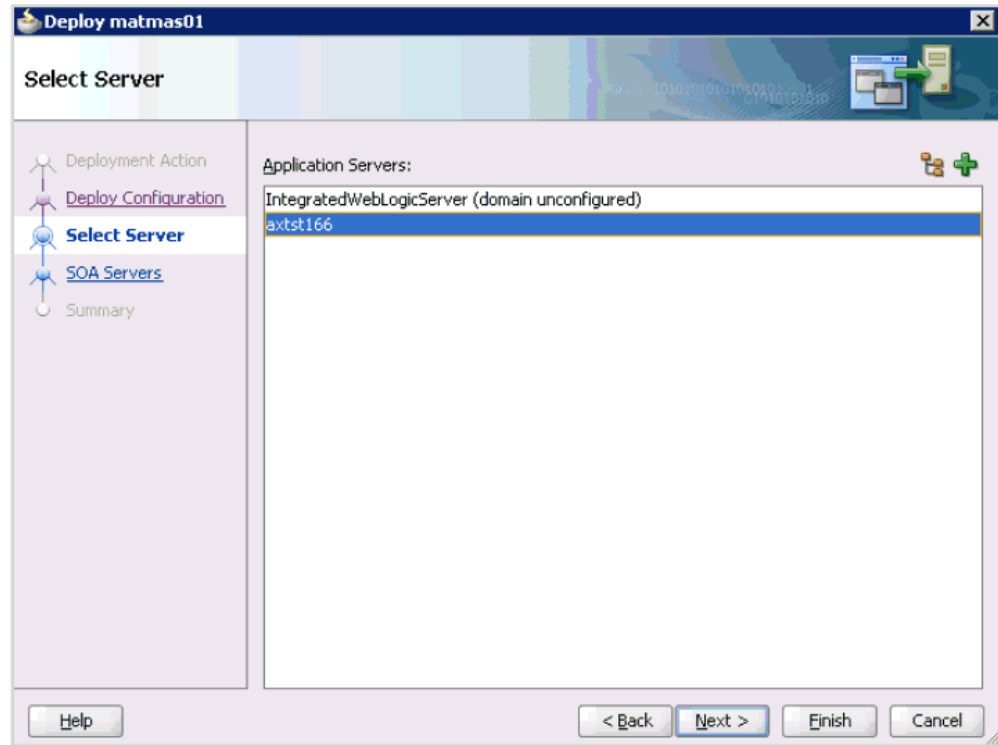 Deploy matmas01
Select Server
Deployment Action
Deploy Configuration
Select Server
SOA Servers
Summary
Application Servers:
IntegratedWebLogicServer (domain unconfigured)
axtst166
Help
< Back
Next >
Finish
Cancel